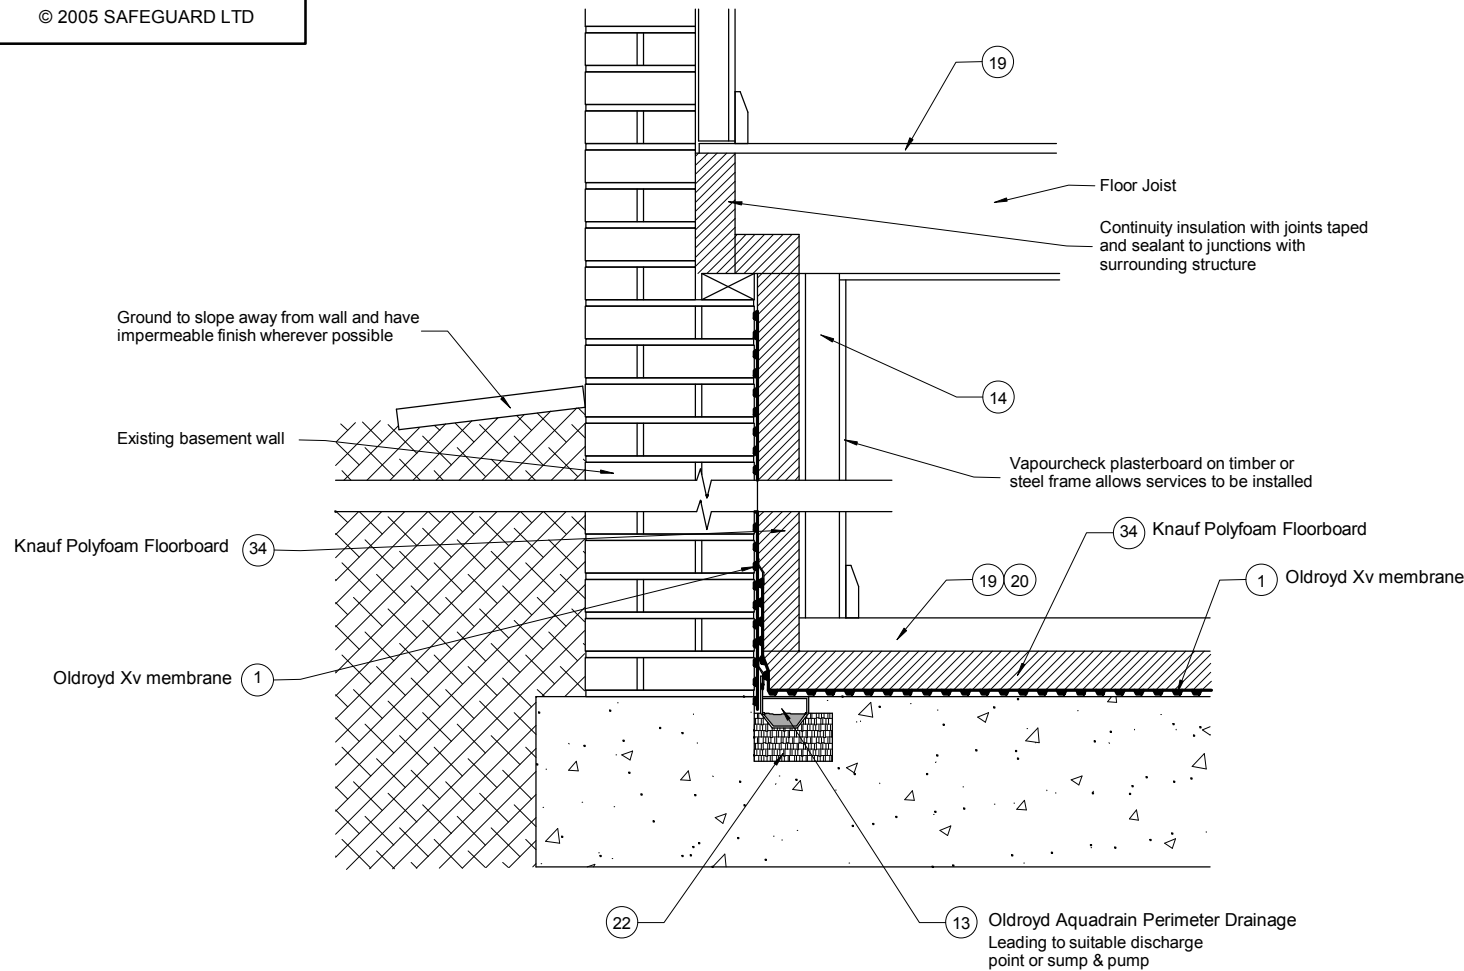 © 2005 SAFEGUARD LTD
19
Floor Joist
Continuity insulation with joints taped
and sealant to junctions with
surrounding structure
Ground to slope away from wall and have
impermeable finish wherever possible
14
Existing basement wall
Vapourcheck plasterboard on timber or
steel frame allows services to be installed
Knauf Polyfoam Floorboard 34
34 Knauf Polyfoam Floorboard
19 20
1 Oldroyd Xv membrane
Oldroyd Xv membrane 1
22
13 Oldroyd Aquadrain Perimeter Drainage
Leading to suitable discharge
point or sump & pump